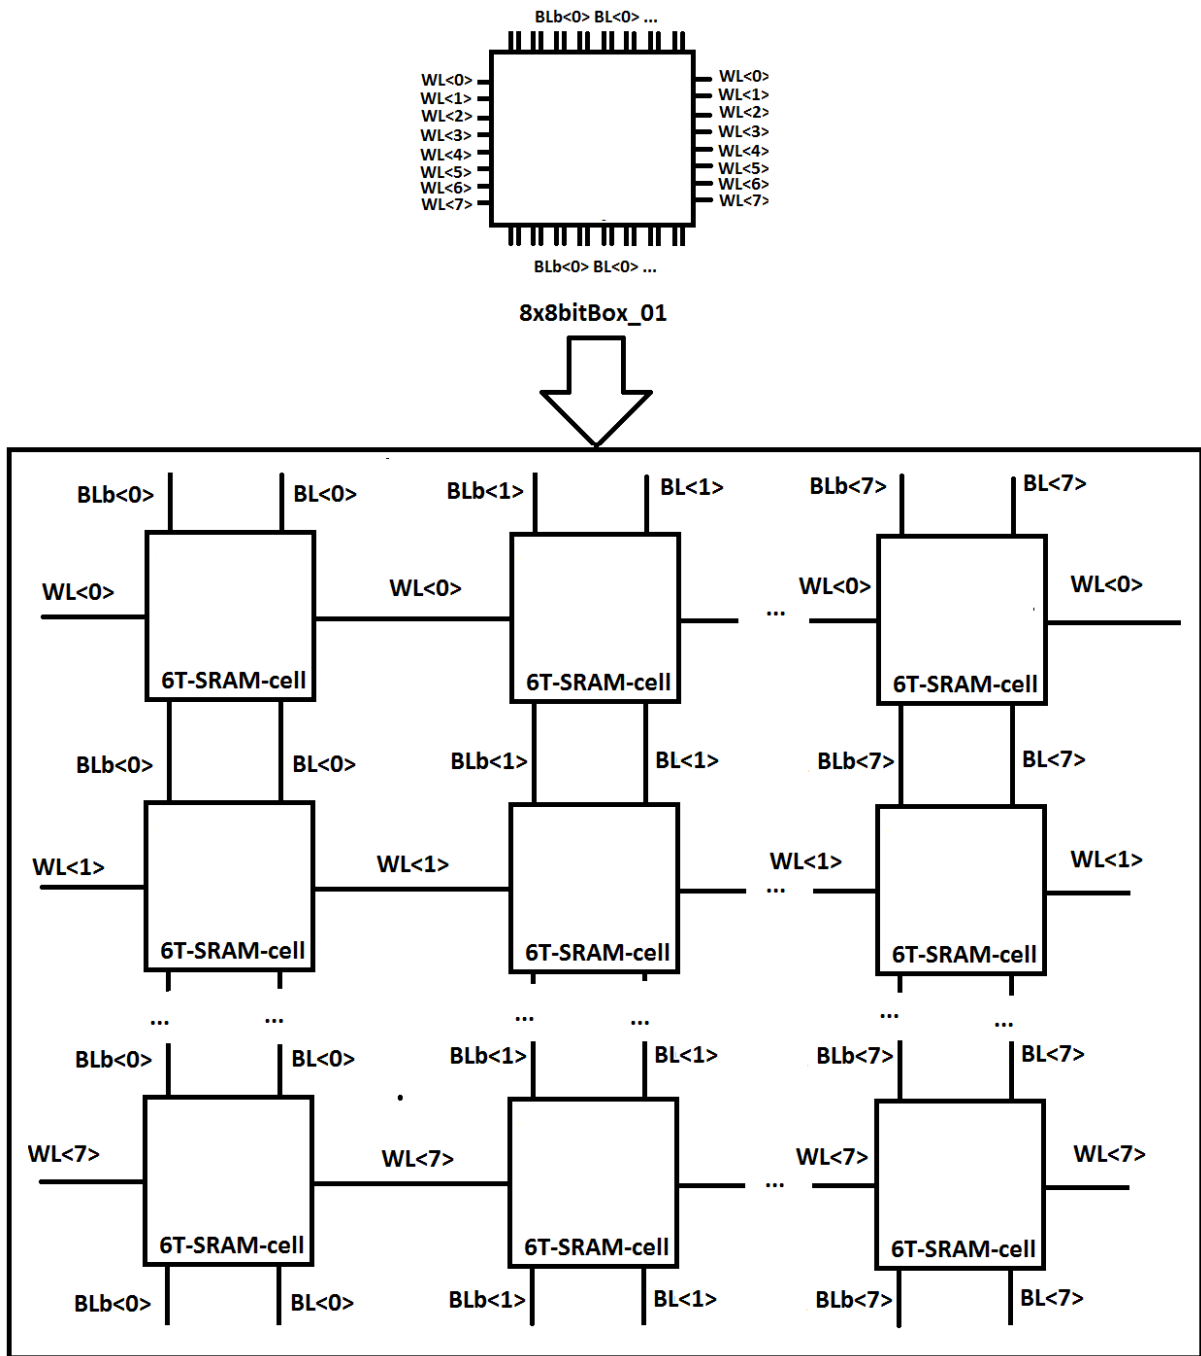 BLb<0> BL<0> ...
WL<0> WL<0>
WL<1> WL<1>
WL<2> WL<2>
WL<3> WL<3>
WL<4> WL<4>
WL<5> WL<5>
WL<6> WL<6>
WL<7> WL<7>
BLb<0> BL<0> ...
8x8bitBox_01
BLb<0> BL<0> BLb<1> BL<1> BLb<7> BL<7>
WL<0> WL<0> ... WL<0> WL<0>
6T-SRAM-cell 6T-SRAM-cell 6T-SRAM-cell
BLb<0> BL<0> BLb<1> BL<1> BLb<7> BL<7>
WL<1> WL<1> ... WL<1> WL<1>
6T-SRAM-cell 6T-SRAM-cell 6T-SRAM-cell
... ... ... ... ... ...
BLb<0> BL<0> BLb<1> BL<1> BLb<7> BL<7>
WL<7> WL<7> ... WL<7> WL<7>
6T-SRAM-cell 6T-SRAM-cell 6T-SRAM-cell
BLb<0> BL<0> BLb<1> BL<1> BLb<7> BL<7>